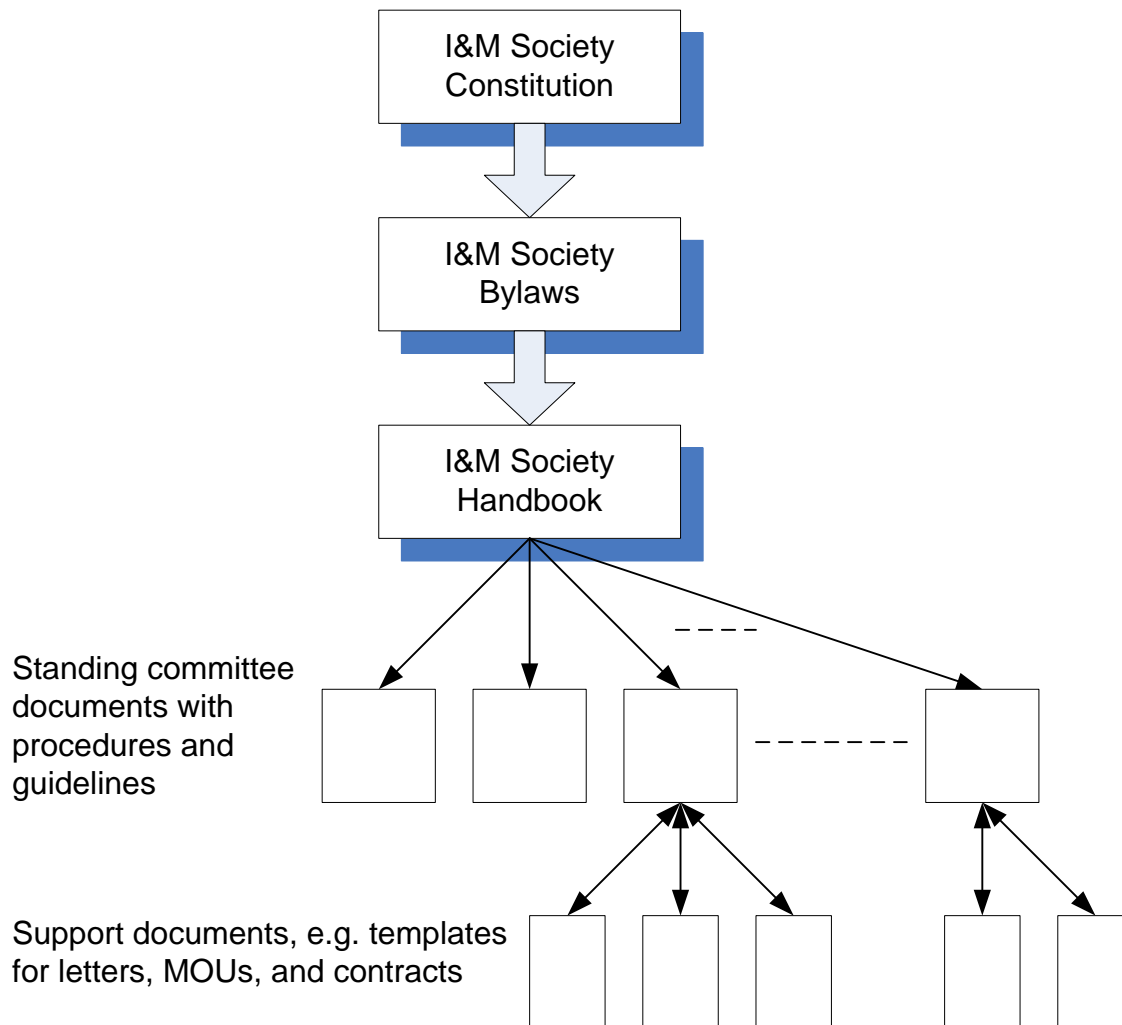 I&M Society
Constitution
I&M Society
Bylaws
I&M Society
Handbook
Standing committee
documents with
procedures and
guidelines
Support documents, e.g. templates
for letters, MOUs, and contracts